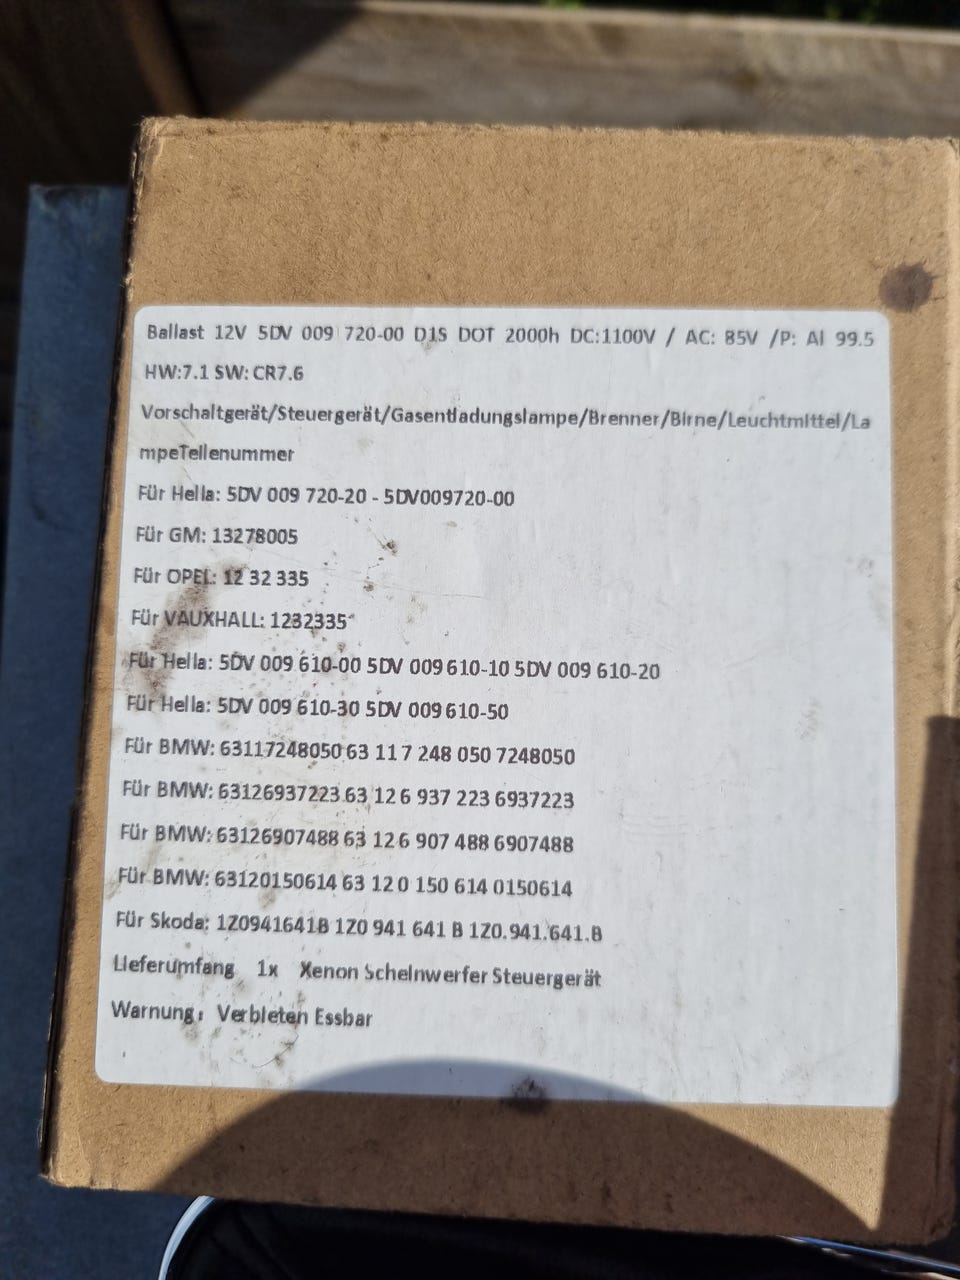 Ballast 12V 5DV 009 720-00 D1S DOT 2000h DC:1100V / AC: 85V /P: Al 99.5
HW:7.1 SW: CR7.6
Vorschaltgerät/Steuergerät/Gasentladungslampe/Brenner/Birne/Leuchtmittel/La
mpeTeilenummer
Für Hella: 5DV 009 720-20 - 5DV009720-00
Für GM: 13278005
Für OPEL: 12 32 335
Für VAUXHALL: 1232335
Für Hella: 5DV 009 610-00 5DV 009 610-10 5DV 009 610-20
Für Hella: 5DV 009 610-30 5DV 009 610-50
Für BMW: 63117248050 63 11 7 248 050 7248050
Für BMW: 63126937223 63 12 6 937 223 6937223
Für BMW: 63126907488 63 12 6 907 488 6907488
Für BMW: 63120150614 63 12 0 150 614 0150614
Für Skoda: 1Z0941641B 1Z0 941 641 B 1Z0.941.641.B
Lieferumfang 1x Xenon Scheinwerfer Steuergerät
Warnung: Verbieten Essbar